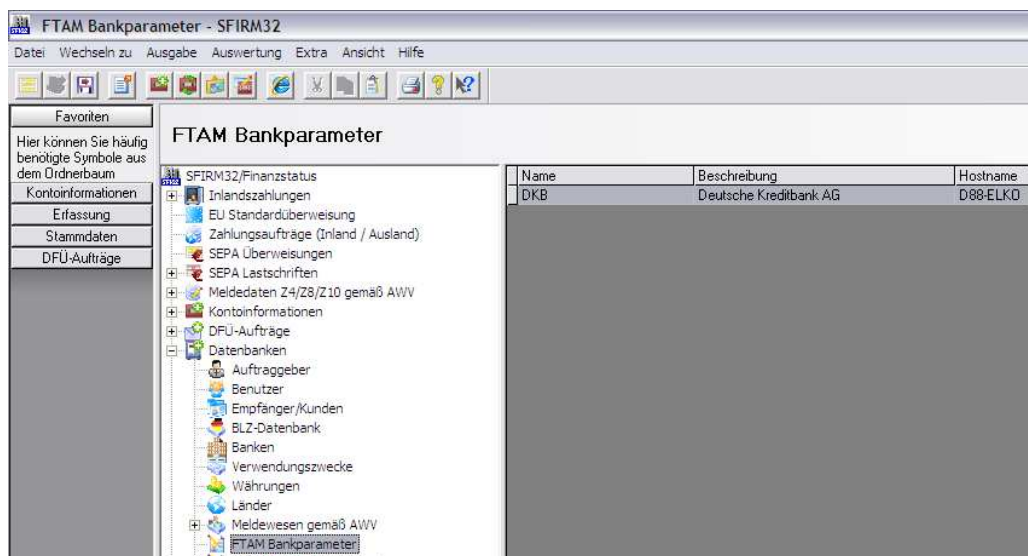 FTAM Bankparameter - SFIRM32
Datei Wechseln zu Ausgabe Auswertung Extra Ansicht Hilfe
Favoriten
Hier können Sie häufig
benötigte Symbole aus
dem Ordnerbaum
Kontoinformationen
Erfassung
Stammdaten
DFÜ-Aufträge
FTAM Bankparameter
SFIRM32/Finanzstatus
Inlandszahlungen
EU Standardüberweisung
Zahlungsaufträge (Inland / Ausland)
SEPA Überweisungen
SEPA Lastschriften
Meldedaten Z4/Z8/Z10 gemäß AWV
Kontoinformationen
DFÜ-Aufträge
Datenbanken
Auftraggeber
Benutzer
Empfänger/Kunden
BLZ-Datenbank
Banken
Verwendungszwecke
Währungen
Länder
Meldewesen gemäß AWV
FTAM Bankparameter
Name Beschreibung Hostname
DKB Deutsche Kreditbank AG D88-ELKO